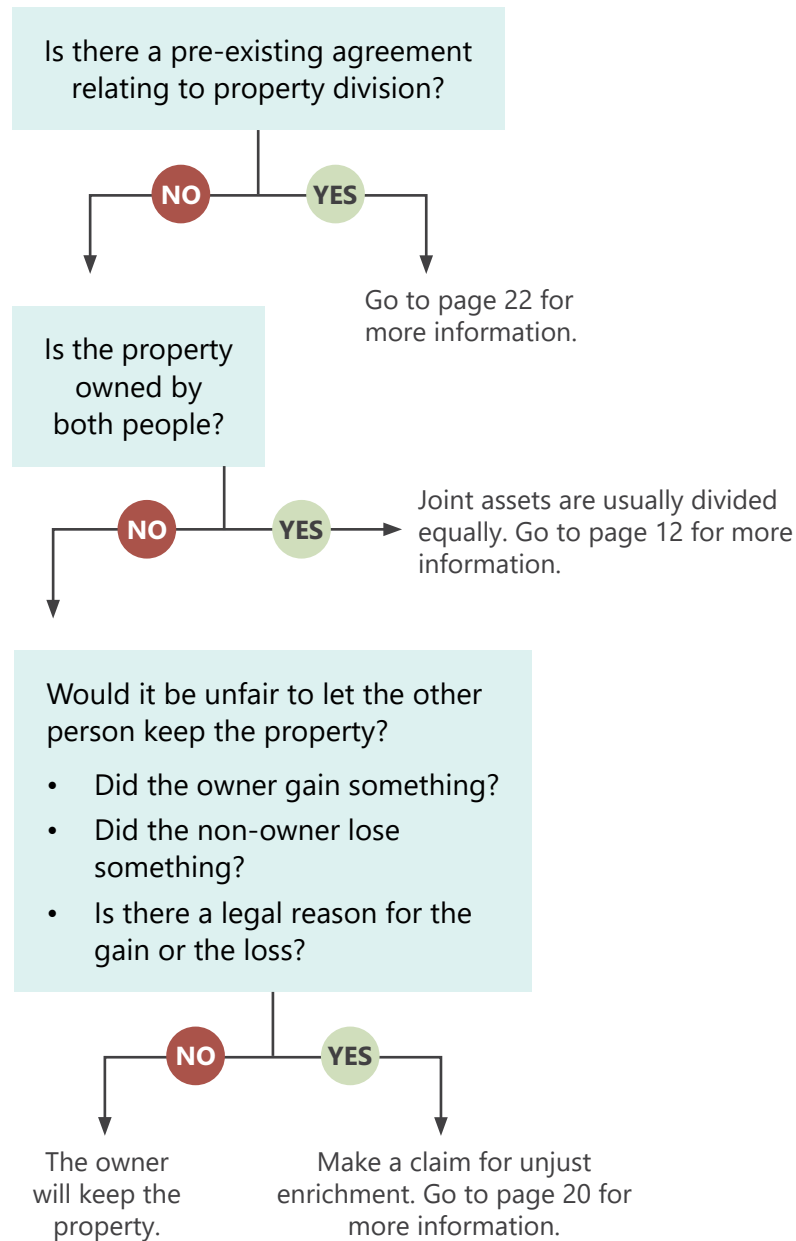 Is there a pre-existing agreement
relating to property division?
NO
YES
Go to page 22 for
more information.
Is the property
owned by
both people?
NO
YES
Joint assets are usually divided
equally. Go to page 12 for more
information.
Would it be unfair to let the other
person keep the property?
• Did the owner gain something?
• Did the non-owner lose
something?
• Is there a legal reason for the
gain or the loss?
NO
YES
The owner
will keep the
property.
Make a claim for unjust
enrichment. Go to page 20 for
more information.